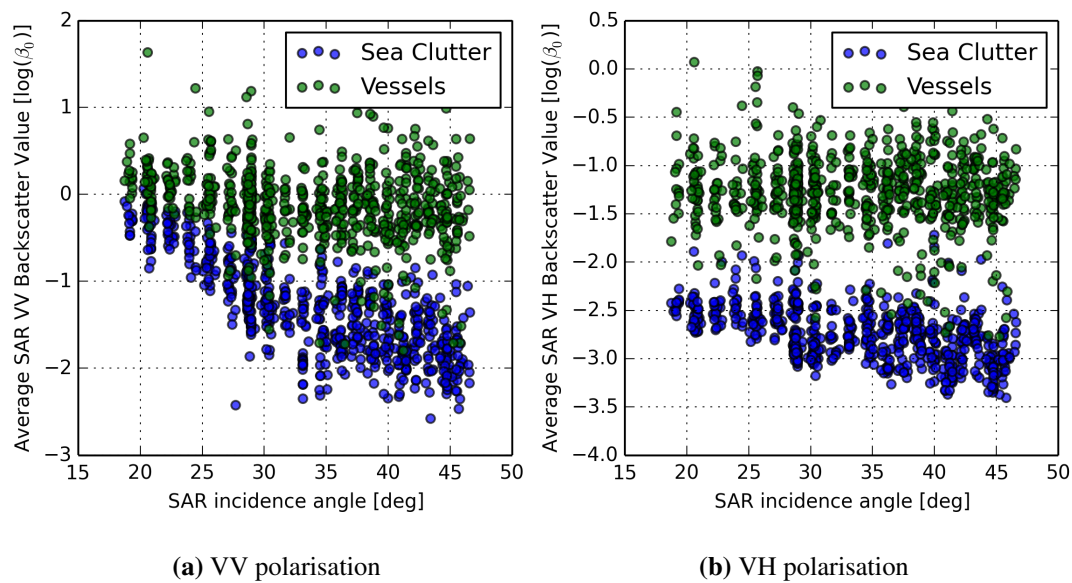 Average SAR VV Backscatter Value [log(β₀)]
2
1
0
−1
−2
−3
15 20 25 30 35 40 45 50
SAR incidence angle [deg]
Sea Clutter
Vessels
(a) VV polarisation
Average SAR VH Backscatter Value [log(β₀)]
0.5
0.0
−0.5
−1.0
−1.5
−2.0
−2.5
−3.0
−3.5
−4.0
15 20 25 30 35 40 45 50
SAR incidence angle [deg]
Sea Clutter
Vessels
(b) VH polarisation